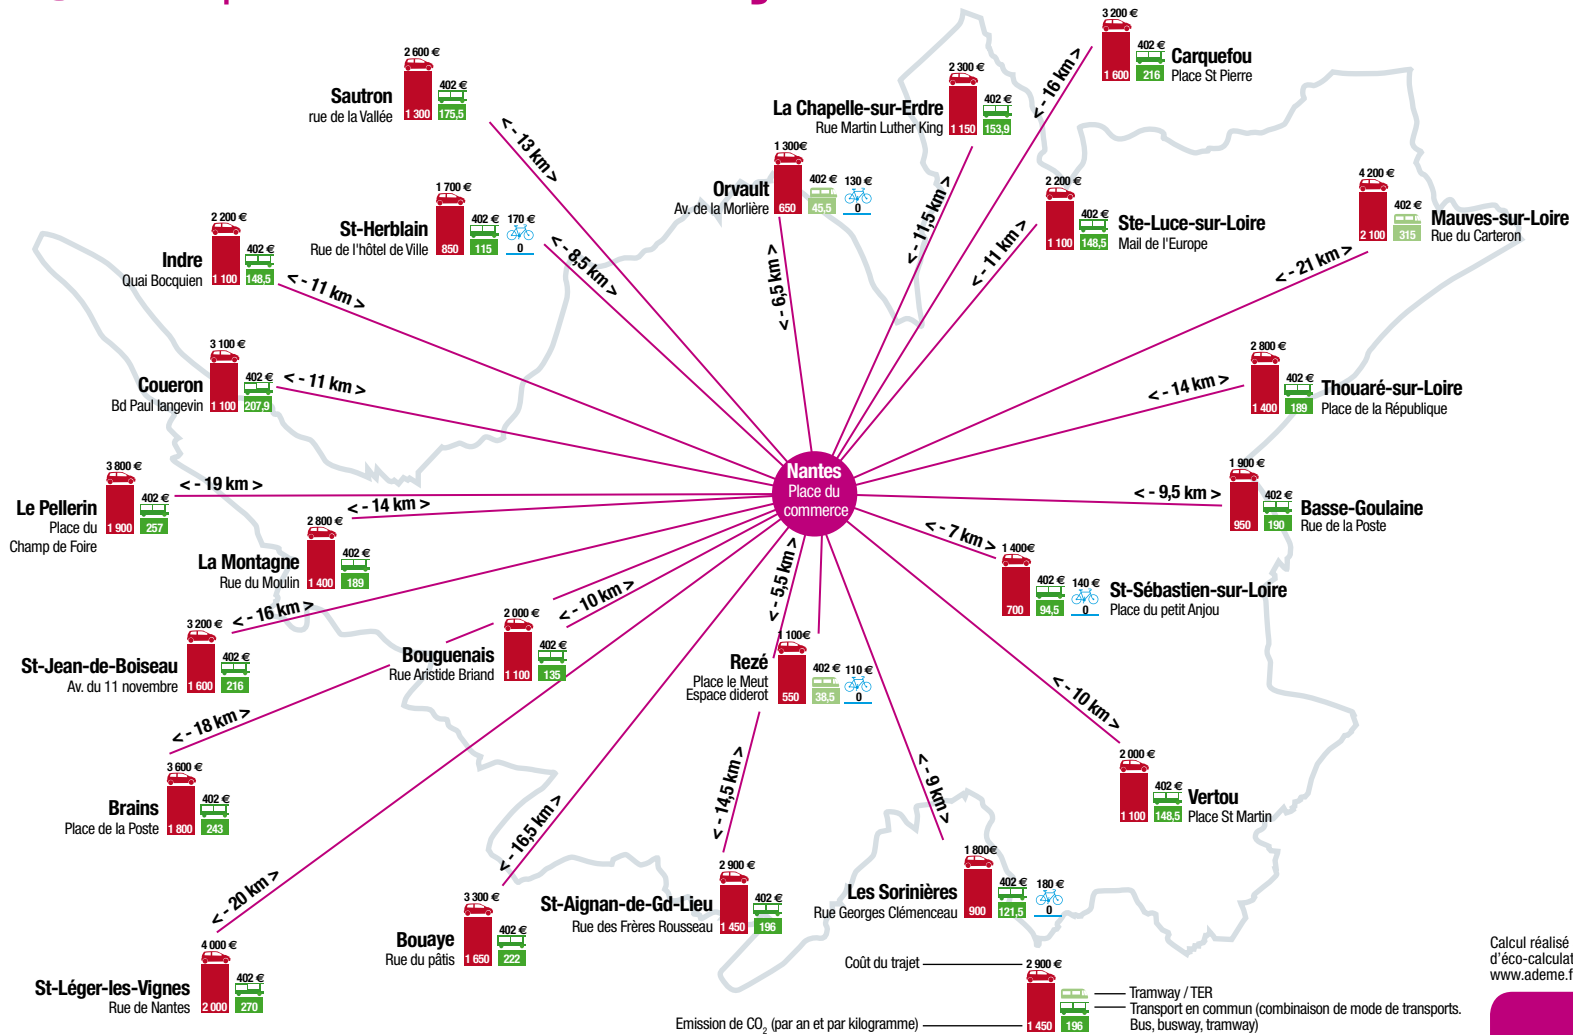 2 600 €
402 €
Sautron
rue de la Vallée
1 300
175,5
< - 13 km >
2 300 €
402 €
La Chapelle-sur-Erdre
Rue Martin Luther King
1 150
153,9
< - 11,5 km >
3 200 €
402 €
Carquefou
Place St Pierre
1 600
216
< - 16 km >
1 700 €
402 €
170 €
St-Herblain
Rue de l'hôtel de Ville
850
115
0
< - 8,5 km >
1 300€
402 €
130 €
Orvault
Av. de la Morlière
650
45,5
0
< - 6,5 km >
2 200 €
402 €
Ste-Luce-sur-Loire
Mail de l'Europe
1 100
148,5
< - 11 km >
4 200 €
402 €
Mauves-sur-Loire
Rue du Carteron
2 100
315
< - 21 km >
2 200 €
402 €
Indre
Quai Bocquien
1 100
148,5
< - 11 km >
3 100 €
402 €
Coueron
Bd Paul langevin
1 100
207,9
< - 11 km >
2 800 €
402 €
Thouaré-sur-Loire
Place de la République
1 400
189
< - 14 km >
Nantes
Place du
commerce
3 800 €
402 €
Le Pellerin
Place du
Champ de Foire
1 900
257
< - 19 km >
1 900 €
402 €
Basse-Goulaine
Rue de la Poste
950
190
< - 9,5 km >
2 800 €
402 €
La Montagne
Rue du Moulin
1 400
189
< - 14 km >
1 400€
402 €
140 €
St-Sébastien-sur-Loire
Place du petit Anjou
700
94,5
0
< - 7 km >
3 200 €
402 €
St-Jean-de-Boiseau
Av. du 11 novembre
1 600
216
< - 16 km >
2 000 €
402 €
Bouguenais
Rue Aristide Briand
1 100
135
< - 10 km >
1 100€
402 €
110 €
Rezé
Place le Meut
Espace diderot
550
38,5
0
< - 5,5 km >
3 600 €
402 €
Brains
Place de la Poste
1 800
243
< - 18 km >
2 000 €
402 €
Vertou
Place St Martin
1 100
148,5
< - 10 km >
4 000 €
402 €
St-Léger-les-Vignes
Rue de Nantes
2 000
270
< - 20 km >
3 300 €
402 €
Bouaye
Rue du pâtis
1 650
222
< - 16,5 km >
2 900 €
402 €
St-Aignan-de-Gd-Lieu
Rue des Frères Rousseau
1 450
196
< - 14,5 km >
1 800€
402 €
180 €
Les Sorinières
Rue Georges Clémenceau
900
121,5
0
< - 9 km >
Coût du trajet
2 900 €
Tramway / TER
Transport en commun (combinaison de mode de transports.
Bus, busway, tramway)
Emission de CO2 (par an et par kilogramme)
1 450
196
Calcul réalisé
d'éco-calculat
www.ademe.f